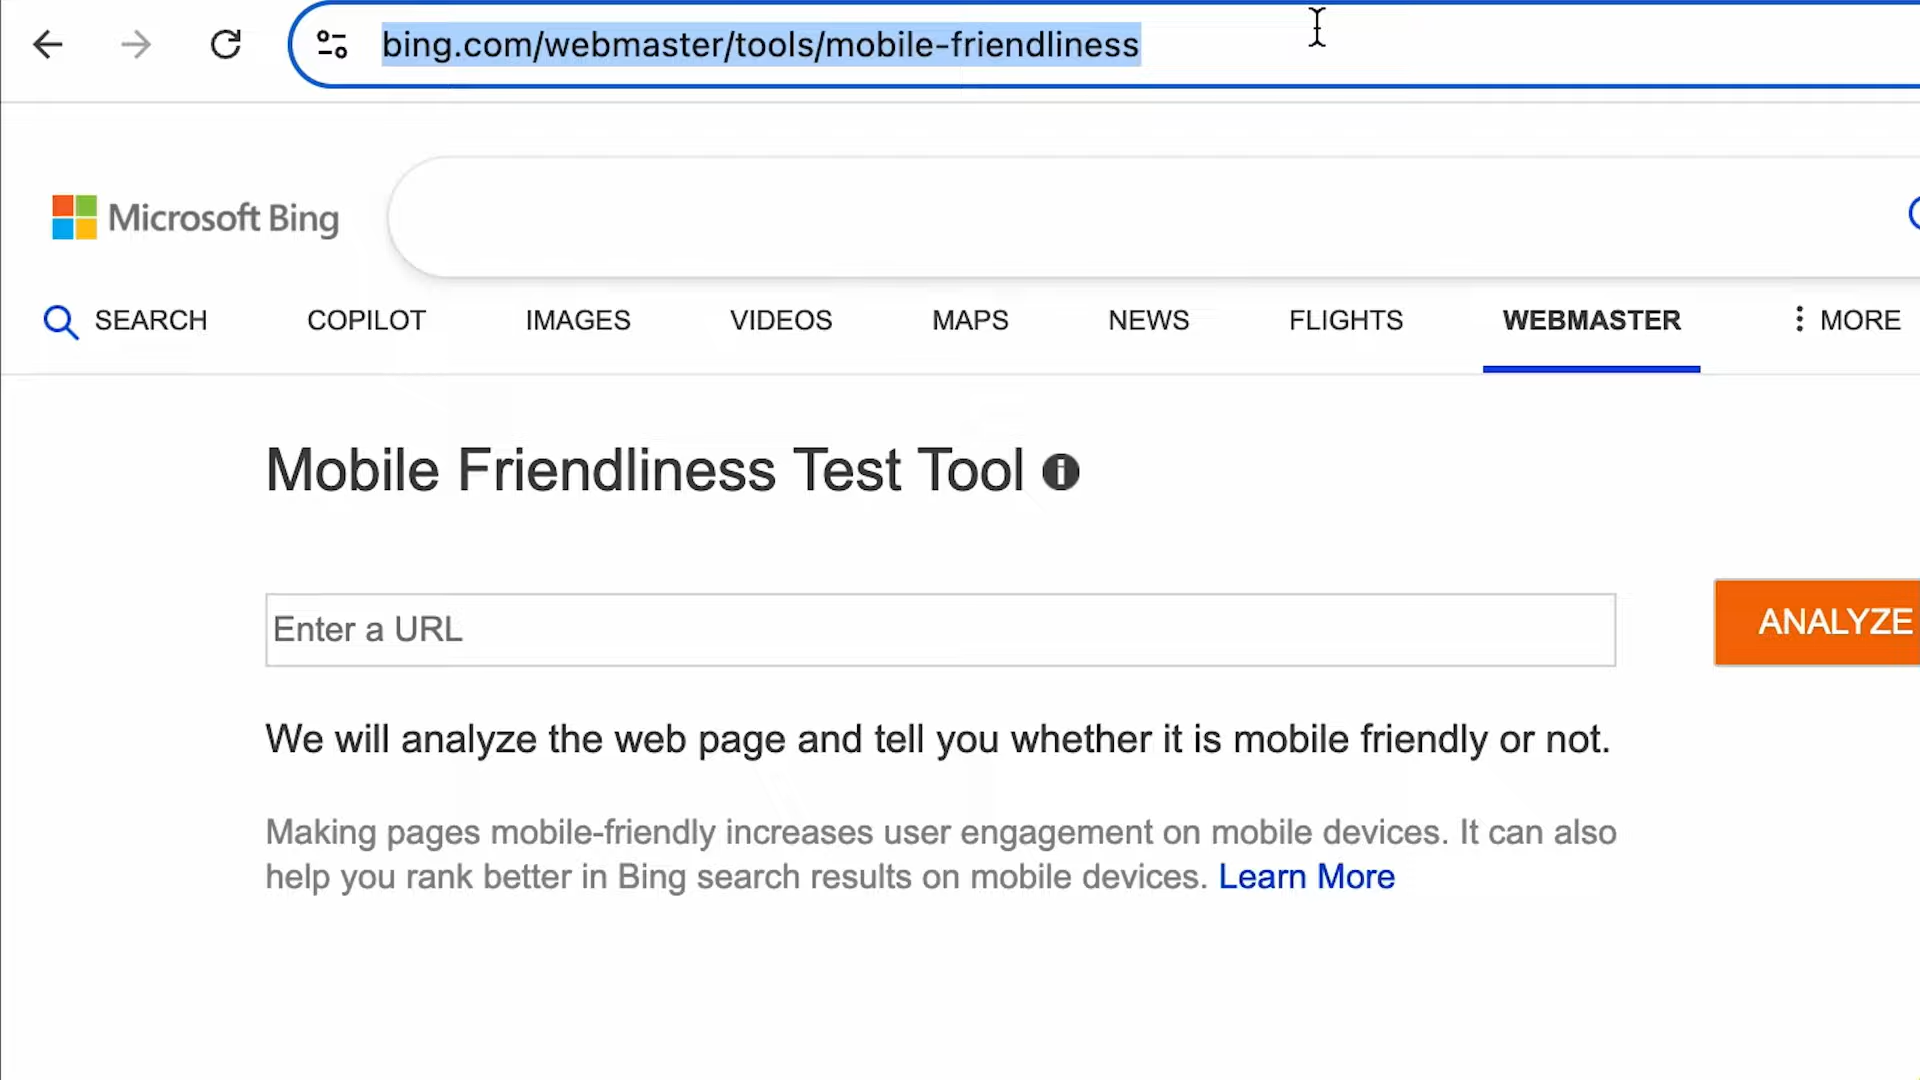 bing.com/webmaster/tools/mobile-friendliness
Microsoft Bing
SEARCH COPILOT IMAGES VIDEOS MAPS NEWS FLIGHTS WEBMASTER MORE
Mobile Friendliness Test Tool
Enter a URL
ANALYZE
We will analyze the web page and tell you whether it is mobile friendly or not.
Making pages mobile-friendly increases user engagement on mobile devices. It can also
help you rank better in Bing search results on mobile devices. Learn More